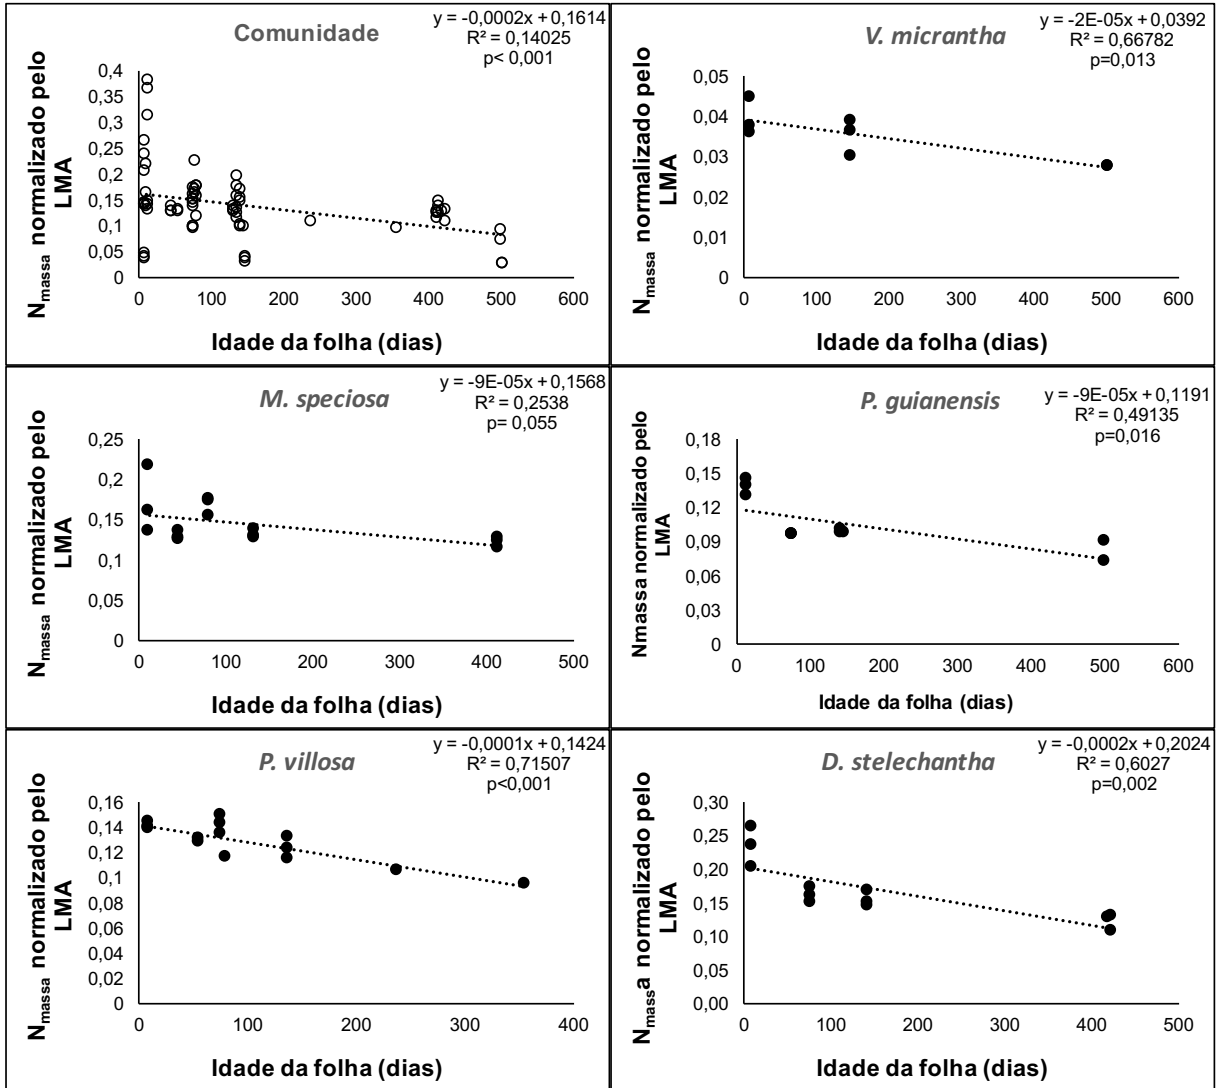 Comunidade
y = -0,0002x + 0,1614
R² = 0,14025
p< 0,001
N_massa normalizado pelo
LMA
0,4
0,35
0,3
0,25
0,2
0,15
0,1
0,05
0
0 100 200 300 400 500 600
Idade da folha (dias)
V. micrantha
y = -2E-05x + 0,0392
R² = 0,66782
p=0,013
N_massa normalizado pelo
LMA
0,05
0,04
0,03
0,02
0,01
0
0 100 200 300 400 500 600
Idade da folha (dias)
M. speciosa
y = -9E-05x + 0,1568
R² = 0,2538
p= 0,055
N_massa normalizado pelo
LMA
0,25
0,2
0,15
0,1
0,05
0
0 100 200 300 400 500
Idade da folha (dias)
P. guianensis
y = -9E-05x + 0,1191
R² = 0,49135
p=0,016
Nmassa normalizado pelo
LMA
0,18
0,15
0,12
0,09
0,06
0,03
0
0 100 200 300 400 500 600
Idade da folha (dias)
P. villosa
y = -0,0001x + 0,1424
R² = 0,71507
p<0,001
N_massa normalizado pelo
LMA
0,16
0,14
0,12
0,1
0,08
0,06
0,04
0,02
0
0 100 200 300 400
Idade da folha (dias)
D. stelechantha
y = -0,0002x + 0,2024
R² = 0,6027
p=0,002
N_massa normalizado pelo
LMA
0,30
0,25
0,20
0,15
0,10
0,05
0,00
0 100 200 300 400 500
Idade da folha (dias)